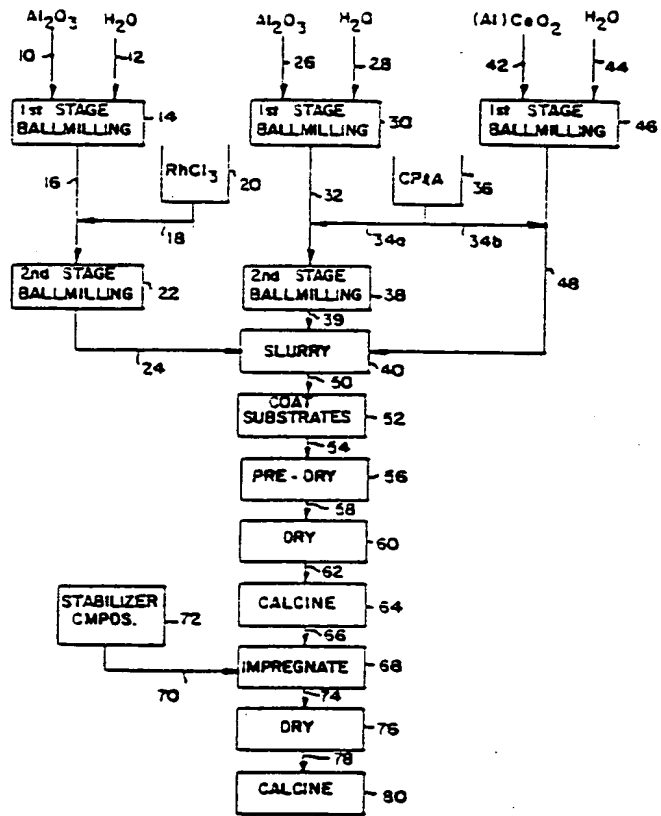 Al₂O₃ H₂O Al₂O₃ H₂O (Al)CeO₂ H₂O
10 12 26 28 42 44
1st STAGE
BALLMILLING
14
1st STAGE
BALLMILLING
30
1st STAGE
BALLMILLING
46
16
RhCl₃
20
32
CPtA
36
18
34a
34b
2nd STAGE
BALLMILLING
22
2nd STAGE
BALLMILLING
38
48
39
24
SLURRY
40
50
COAT
SUBSTRATES
52
54
PRE-DRY
56
58
DRY
60
62
STABILIZER
CMPDS.
72
CALCINE
64
66
70
IMPREGNATE
68
74
DRY
76
78
CALCINE
80